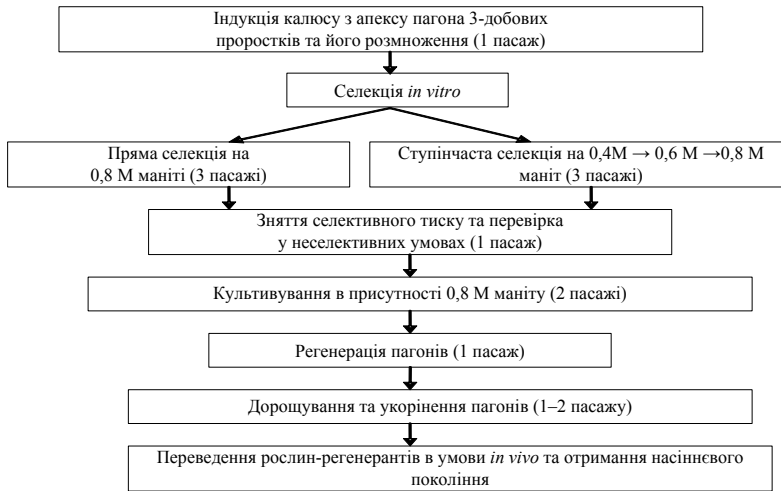 Індукція калюсу з апексу пагона 3-добових
проростків та його розмноження (1 пасаж)
Селекція in vitro
Пряма селекція на
0,8 М маніті (3 пасажі)
Ступінчаста селекція на 0,4М → 0,6 М →0,8 М
маніт (3 пасажі)
Зняття селективного тиску та перевірка
у неселективних умовах (1 пасаж)
Культивування в присутності 0,8 М маніту (2 пасажі)
Регенерація пагонів (1 пасаж)
Дорощування та укорінення пагонів (1–2 пасажу)
Переведення рослин-регенерантів в умови in vivo та отримання насіннєвого
покоління